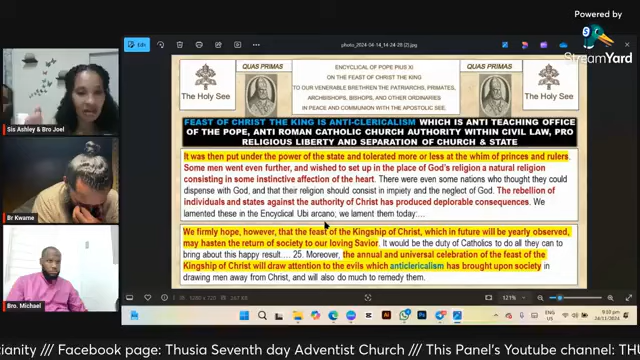 Powered by
StreamYard
Edit
photo_2024-04-14_14-24-28 (2).jpg
QUAS PRIMAS
ENCYCLICAL OF POPE PIUS XI
ON THE FEAST OF CHRIST THE KING
TO OUR VENERABLE BRETHREN THE PATRIARCHS, PRIMATES,
ARCHBISHOPS, BISHOPS, AND OTHER ORDINARIES
IN PEACE AND COMMUNION WITH THE APOSTOLIC SEE.
QUAS PRIMAS
The Holy See
The Holy See
FEAST OF CHRIST THE KING IS ANTI-CLERICALISM WHICH IS ANTI TEACHING OFFICE
OF THE POPE, ANTI ROMAN CATHOLIC CHURCH AUTHORITY WITHIN CIVIL LAW, PRO
RELIGIOUS LIBERTY AND SEPARATION OF CHURCH & STATE
It was then put under the power of the state and tolerated more or less at the whim of princes and rulers.
Some men went even further, and wished to set up in the place of God's religion a natural religion
consisting in some instinctive affection of the heart. There were even some nations who thought they could
dispense with God, and that their religion should consist in impiety and the neglect of God. The rebellion of
individuals and states against the authority of Christ has produced deplorable consequences. We
lamented these in the Encyclical Ubi arcano; we lament them today:...
We firmly hope, however, that the feast of the Kingship of Christ, which in future will be yearly observed,
may hasten the return of society to our loving Savior. It would be the duty of Catholics to do all they can to
bring about this happy result.... 25. Moreover, the annual and universal celebration of the feast of the
Kingship of Christ will draw attention to the evils which anticlericalism has brought upon society in
drawing men away from Christ, and will also do much to remedy them.
Sis Ashley & Bro Joel
Br Kwame
Bro. Michael
121%
ENG
US
9:07 pm
24/11/2024
tianity /// Facebook page: Thusia Seventh day Adventist Church /// This Panel's Youtube channel: TH